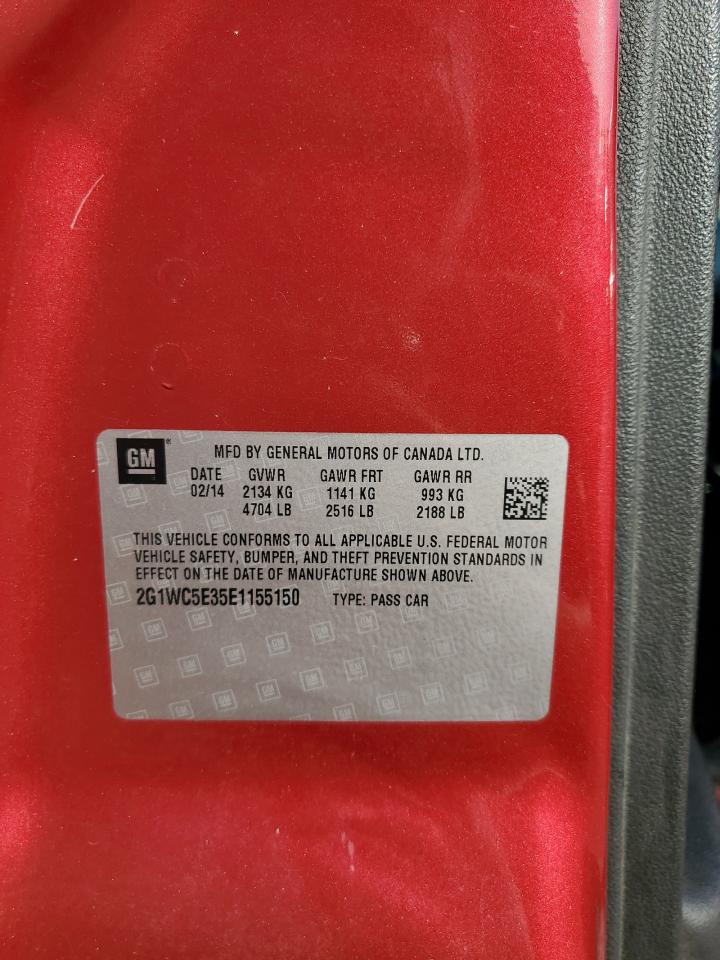 GM
MFD BY GENERAL MOTORS OF CANADA LTD.
DATE GVWR GAWR FRT GAWR RR
02/14 2134 KG 1141 KG 993 KG
4704 LB 2516 LB 2188 LB
THIS VEHICLE CONFORMS TO ALL APPLICABLE U.S. FEDERAL MOTOR
VEHICLE SAFETY, BUMPER, AND THEFT PREVENTION STANDARDS IN
EFFECT ON THE DATE OF MANUFACTURE SHOWN ABOVE.
2G1WC5E35E1155150 TYPE: PASS CAR